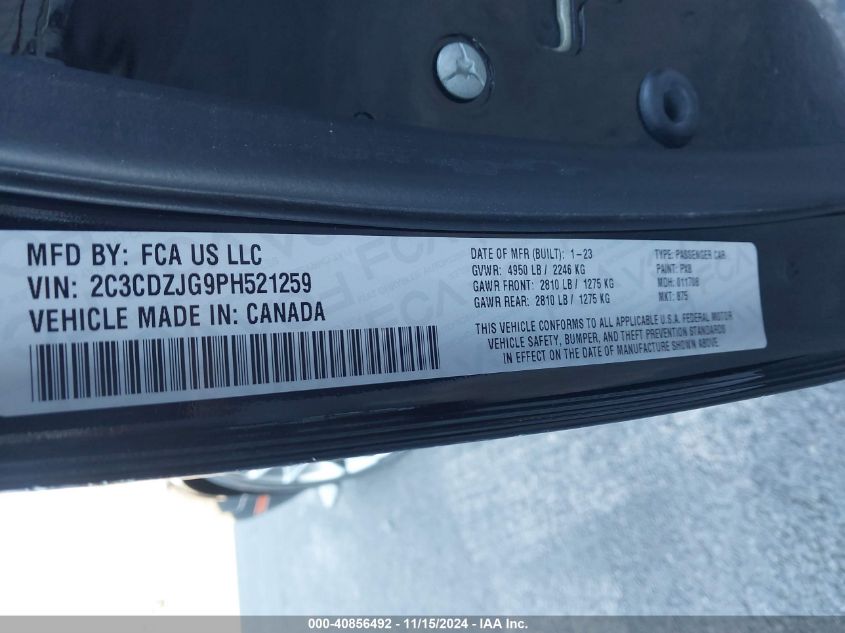 MFD BY: FCA US LLC
VIN: 2C3CDZJG9PH521259
VEHICLE MADE IN: CANADA
DATE OF MFR (BUILT): 1-23
GVWR: 4950 LB / 2246 KG
GAWR FRONT: 2810 LB / 1275 KG
GAWR REAR: 2810 LB / 1275 KG
TYPE: PASSENGER CAR
PAINT: PX8
MDH: 011708
MKT: 875
THIS VEHICLE CONFORMS TO ALL APPLICABLE U.S.A. FEDERAL MOTOR
VEHICLE SAFETY, BUMPER, AND THEFT PREVENTION STANDARDS
IN EFFECT ON THE DATE OF MANUFACTURE SHOWN ABOVE
000-40856492 - 11/15/2024 - IAA Inc.